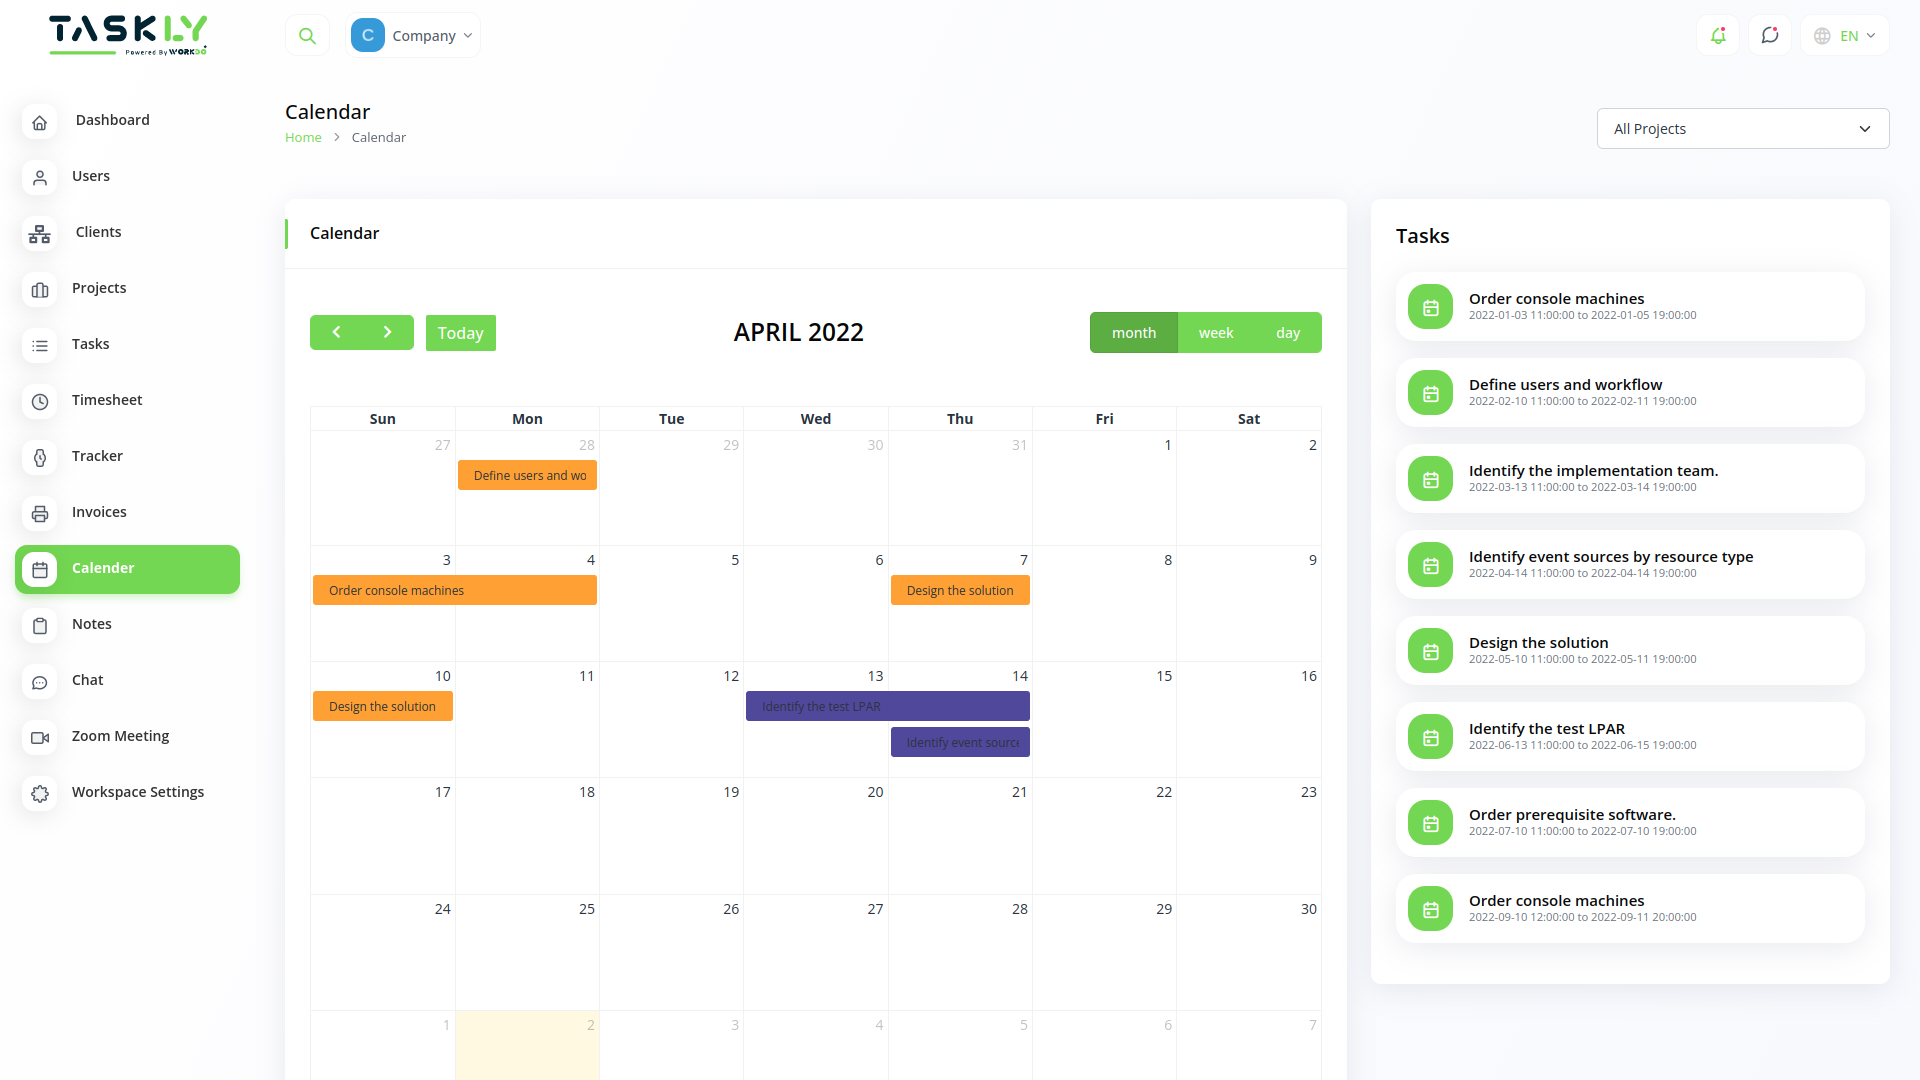 TASKLY
Powered By WORKDO
C Company
EN
Dashboard
Users
Clients
Projects
Tasks
Timesheet
Tracker
Invoices
Calender
Notes
Chat
Zoom Meeting
Workspace Settings
Calendar
Home > Calendar
All Projects
Calendar
Today
APRIL 2022
month week day
Sun Mon Tue Wed Thu Fri Sat
27 28 29 30 31 1 2
Define users and wo
3 4 5 6 7 8 9
Order console machines Design the solution
10 11 12 13 14 15 16
Design the solution Identify the test LPAR
Identify event source
17 18 19 20 21 22 23
24 25 26 27 28 29 30
1 2 3 4 5 6 7
Tasks
Order console machines
2022-01-03 11:00:00 to 2022-01-05 19:00:00
Define users and workflow
2022-02-10 11:00:00 to 2022-02-11 19:00:00
Identify the implementation team.
2022-03-13 11:00:00 to 2022-03-14 19:00:00
Identify event sources by resource type
2022-04-14 11:00:00 to 2022-04-14 19:00:00
Design the solution
2022-05-10 11:00:00 to 2022-05-11 19:00:00
Identify the test LPAR
2022-06-13 11:00:00 to 2022-06-15 19:00:00
Order prerequisite software.
2022-07-10 11:00:00 to 2022-07-10 19:00:00
Order console machines
2022-09-10 12:00:00 to 2022-09-11 20:00:00